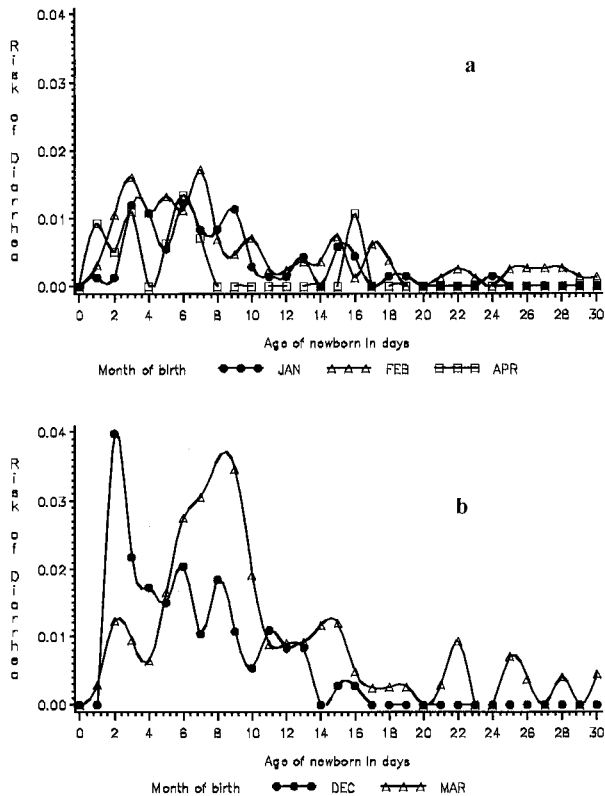 0.04
0.03
0.02
0.01
0.00
Risk of Diarrhea
a
0 2 4 6 8 10 12 14 16 18 20 22 24 26 28 30
Age of newborn in days
Month of birth JAN FEB APR
0.04
0.03
0.02
0.01
0.00
Risk of Diarrhea
b
0 2 4 6 8 10 12 14 16 18 20 22 24 26 28 30
Age of newborn in days
Month of birth DEC MAR